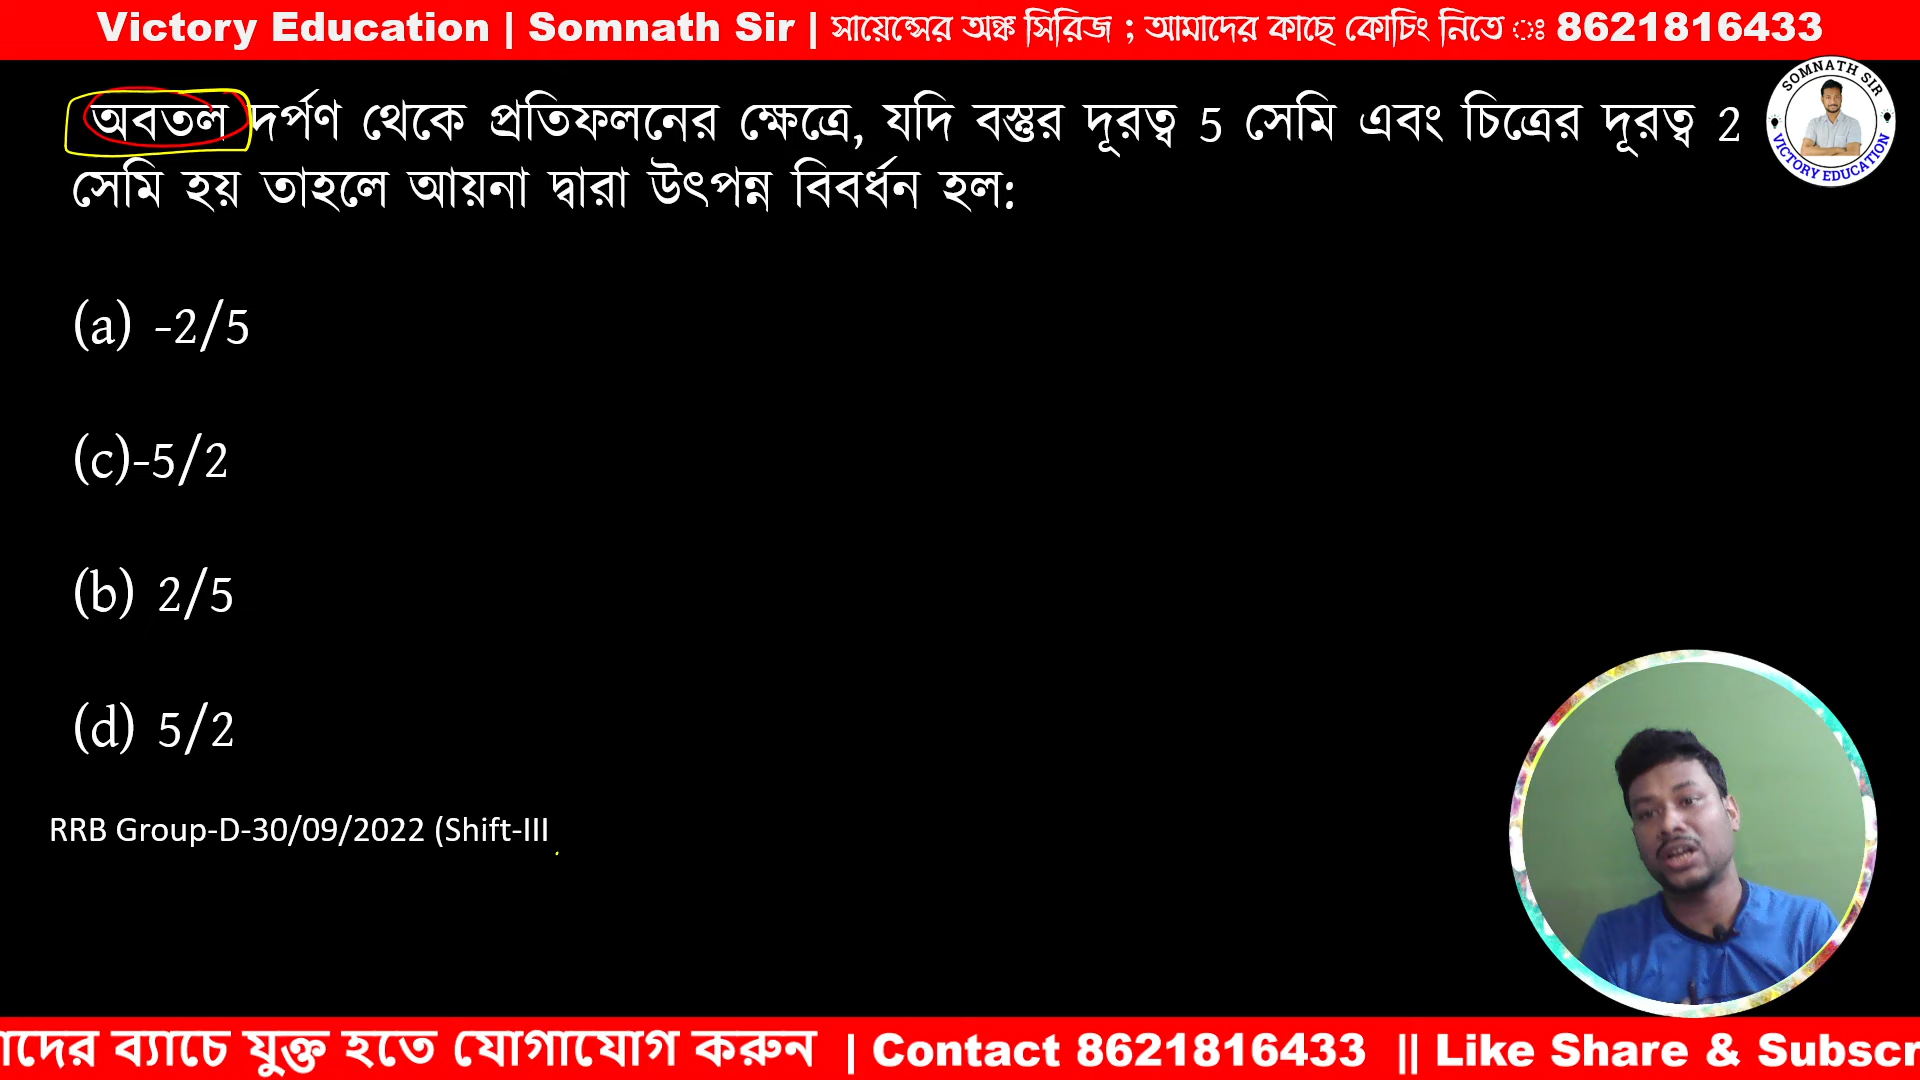 Victory Education | Somnath Sir | সায়েন্সের অঙ্ক সিরিজ ; আমাদের কাছে কোচিং নিতে ঃ 8621816433
SOMNATH SIR
VICTORY EDUCATION
অবতল দর্পণ থেকে প্রতিফলনের ক্ষেত্রে, যদি বস্তুর দূরত্ব 5 সেমি এবং চিত্রের দূরত্ব 2
সেমি হয় তাহলে আয়না দ্বারা উৎপন্ন বিবর্ধন হল:
(a) -2/5
(c)-5/2
(b) 2/5
(d) 5/2
RRB Group-D-30/09/2022 (Shift-III
ব্যাচে যুক্ত হতে যোগাযোগ করুন | Contact 8621816433 || Like Share &